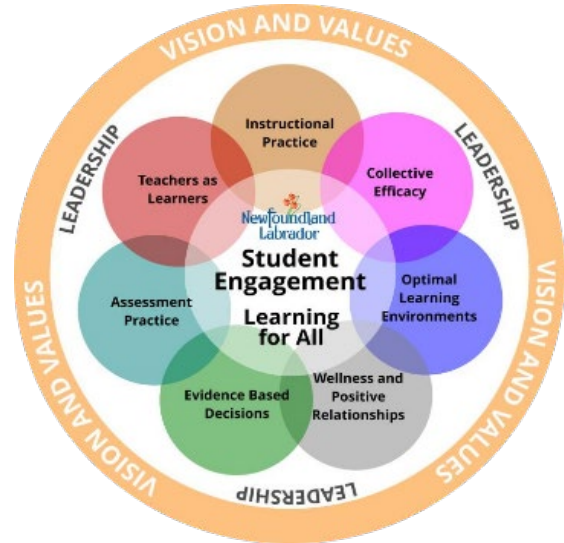 VISION AND VALUES
LEADERSHIP
LEADERSHIP
Instructional
Practice
Teachers as
Learners
Collective
Efficacy
Newfoundland
Labrador
Student
Engagement
Learning
for All
Assessment
Practice
Optimal
Learning
Environments
Evidence Based
Decisions
Wellness and
Positive
Relationships
VISION AND VALUES
VISION AND VALUES
LEADERSHIP